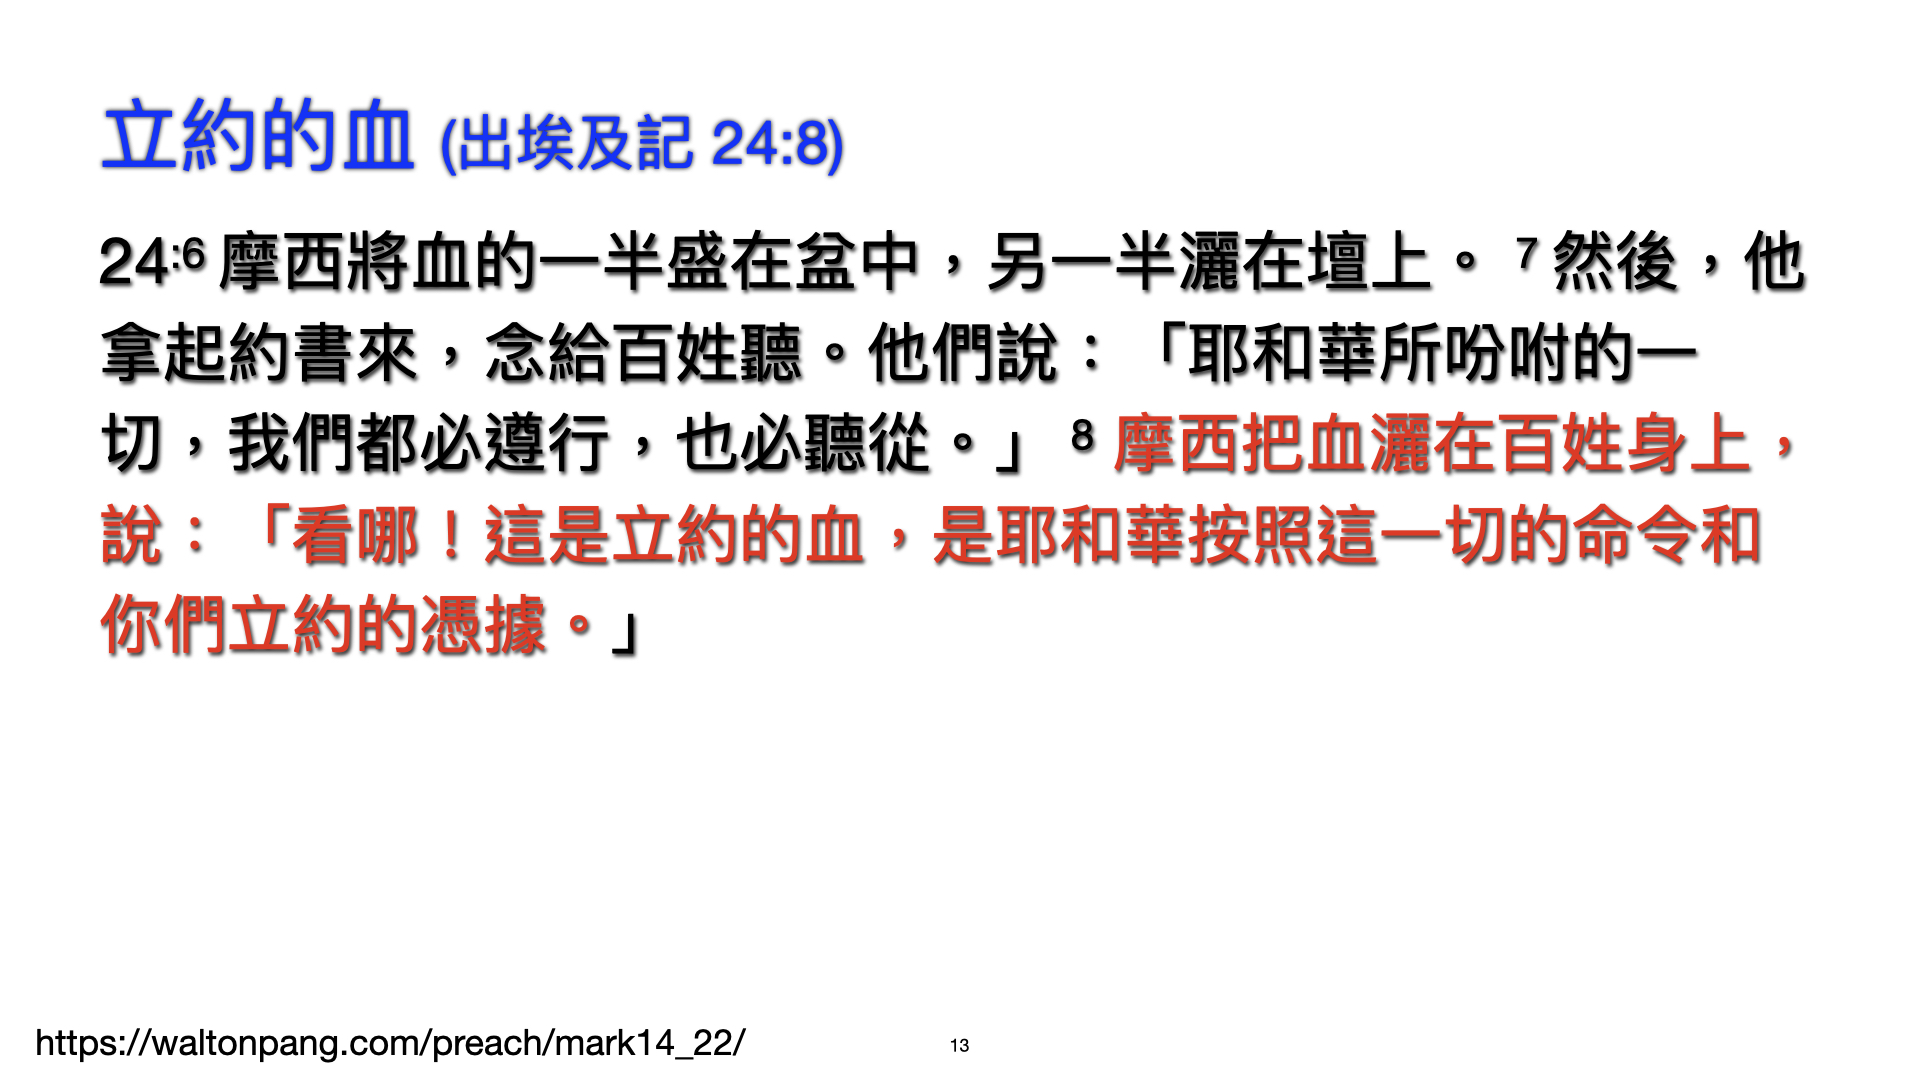 立約的血 (出埃及記 24:8)
24:6 摩西將血的一半盛在盆中，另一半灑在壇上。 7 然後，他
拿起約書來，念給百姓聽。他們說：「耶和華所吩咐的一
切，我們都必遵行，也必聽從。」 8 摩西把血灑在百姓身上，
說：「看哪！這是立約的血，是耶和華按照這一切的命令和
你們立約的憑據。」
https://waltonpang.com/preach/mark14_22/
13